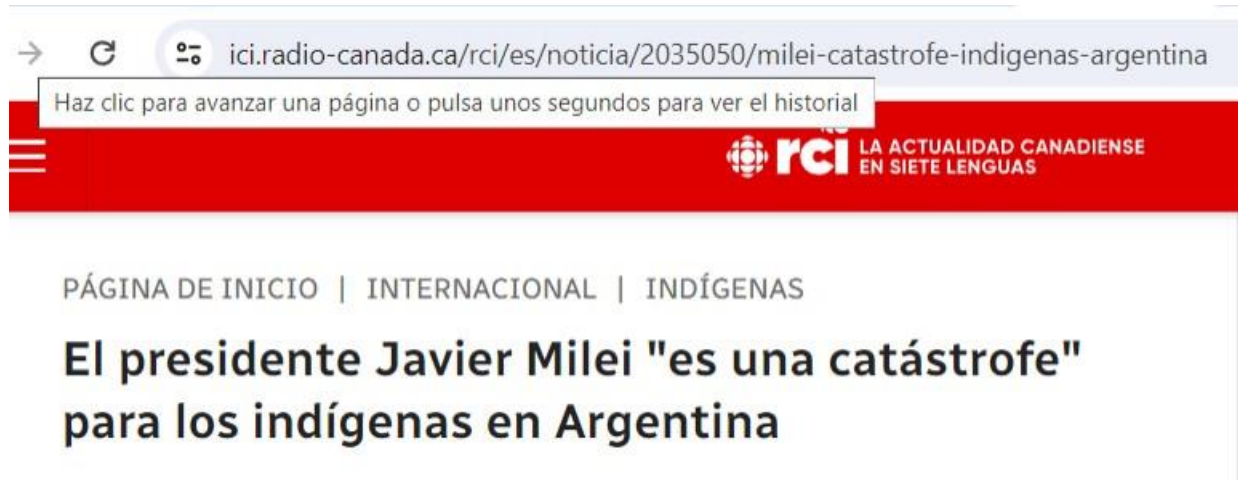 ici.radio-canada.ca/rci/es/noticia/2035050/milei-catastrofe-indigenas-argentina
Haz clic para avanzar una página o pulsa unos segundos para ver el historial
rci LA ACTUALIDAD CANADIENSE
EN SIETE LENGUAS
PÁGINA DE INICIO | INTERNACIONAL | INDÍGENAS
El presidente Javier Milei "es una catástrofe"
para los indígenas en Argentina